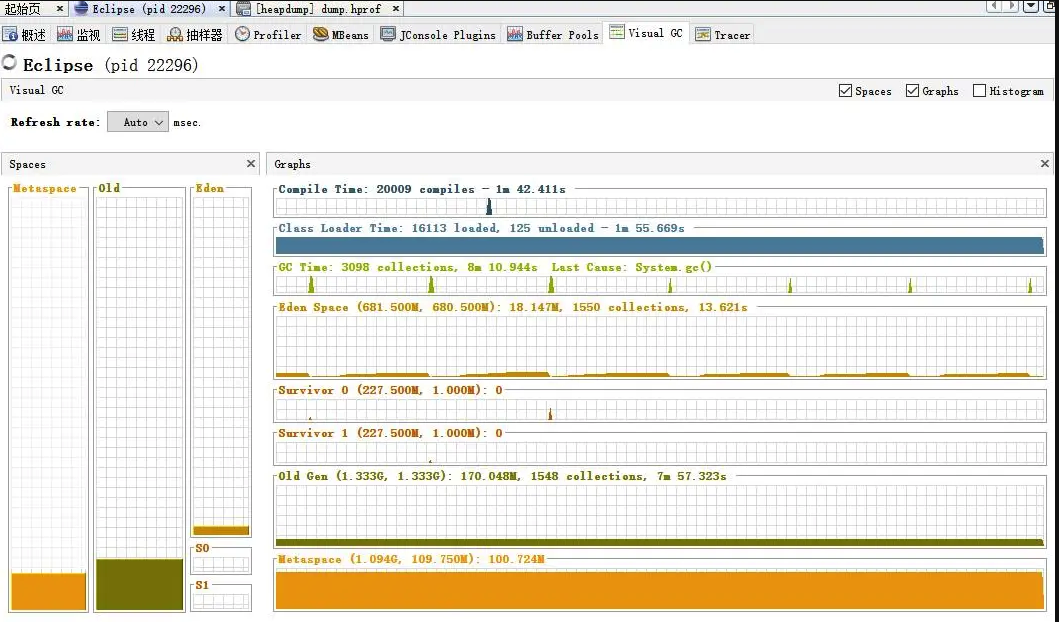 起始页 × Eclipse (pid 22296) × [heapdump] dump.hprof ×
概述 监视 线程 抽样器 Profiler MBeans JConsole Plugins Buffer Pools Visual GC Tracer
Eclipse (pid 22296)
Visual GC
Spaces Graphs Histogram
Refresh rate: Auto msec.
Spaces ×
Metaspace Old Eden
S0
S1
Graphs ×
Compile Time: 20009 compiles - 1m 42.411s
Class Loader Time: 16113 loaded, 125 unloaded - 1m 55.669s
GC Time: 3098 collections, 8m 10.944s Last Cause: System.gc()
Eden Space (681.500M, 680.500M): 18.147M, 1550 collections, 13.621s
Survivor 0 (227.500M, 1.000M): 0
Survivor 1 (227.500M, 1.000M): 0
Old Gen (1.333G, 1.333G): 170.048M, 1548 collections, 7m 57.323s
Metaspace (1.094G, 109.750M): 100.724M